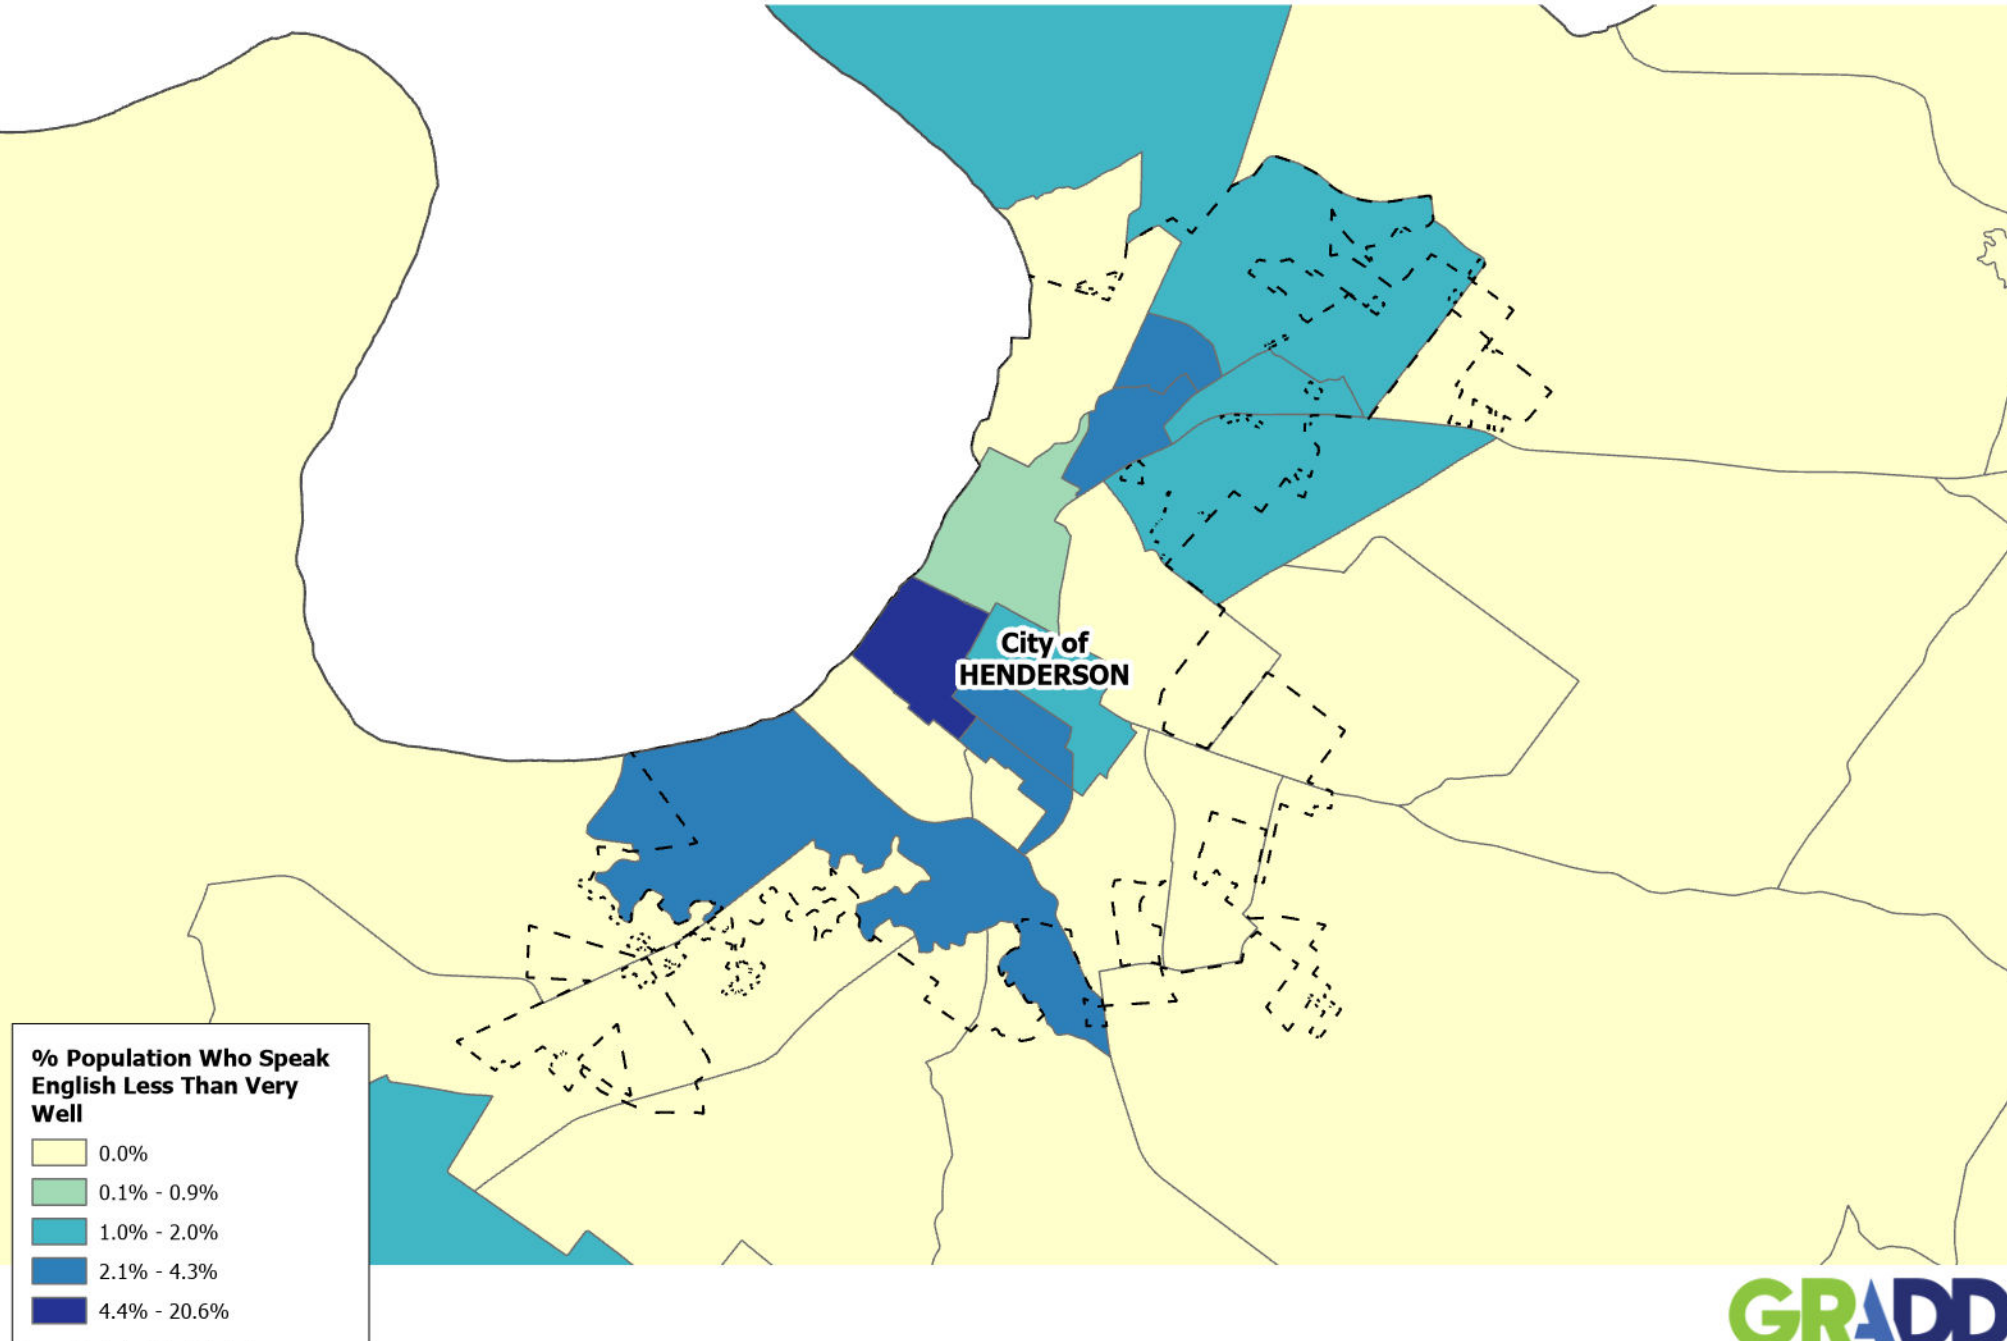 City of
HENDERSON
% Population Who Speak
English Less Than Very
Well
0.0%
0.1% - 0.9%
1.0% - 2.0%
2.1% - 4.3%
4.4% - 20.6%
GRADD